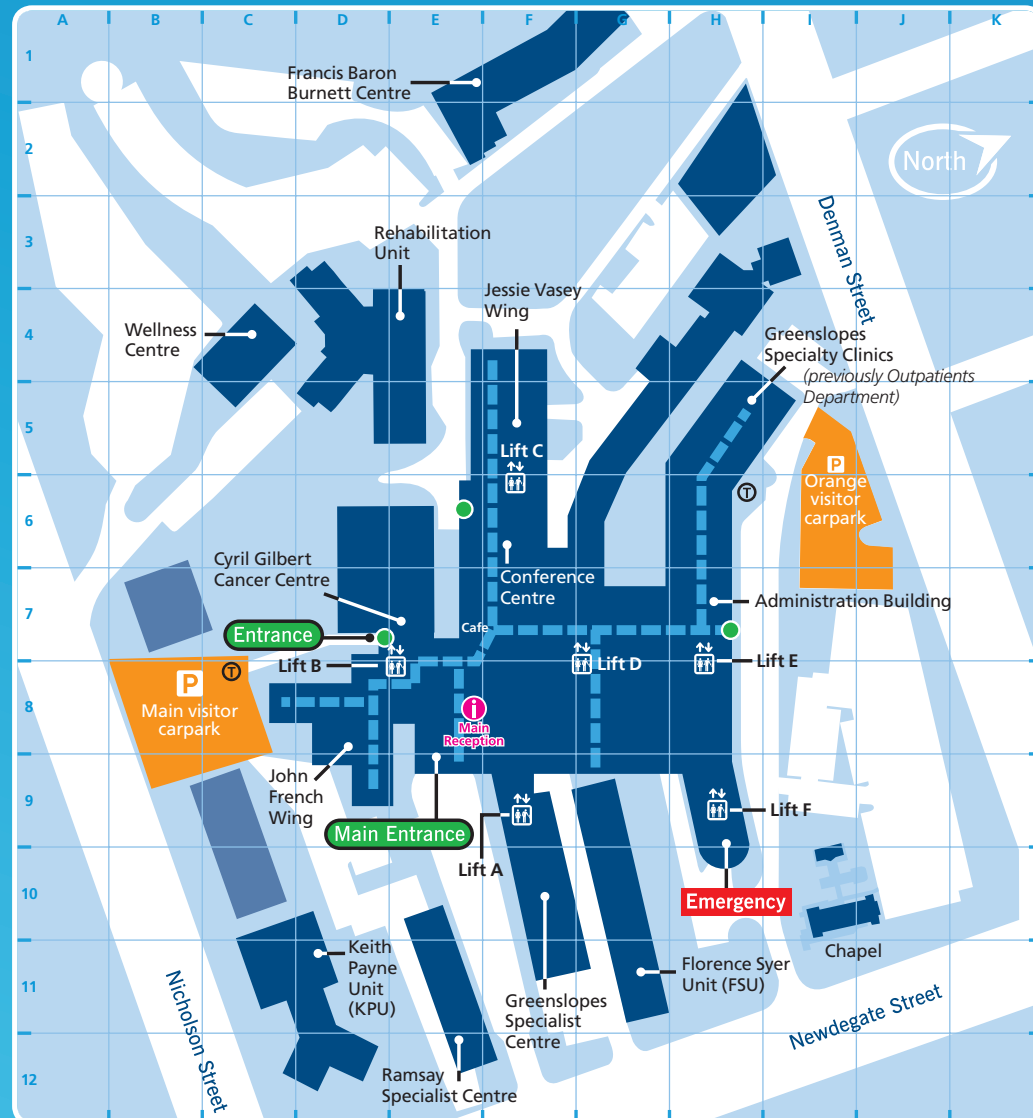 A B C D E F G H I J K
1
Francis Baron
Burnett Centre
2
North
Denman Street
3
Rehabilitation
Unit
Jessie Vasey
Wing
4
Wellness
Centre
Greenslopes
Specialty Clinics
(previously Outpatients
Department)
5
Lift C
P
Orange
visitor
carpark
T
6
Cyril Gilbert
Cancer Centre
Conference
Centre
7
Administration Building
Cafe
Entrance
Lift B
Lift D
Lift E
T
P
Main visitor
carpark
8
i
Main
Reception
John
French
Wing
9
Lift F
Main Entrance
Lift A
10
Emergency
Keith
Payne
Unit
(KPU)
Chapel
Florence Syer
Unit (FSU)
11
Greenslopes
Specialist
Centre
Nicholson Street
Newdegate Street
12
Ramsay
Specialist Centre